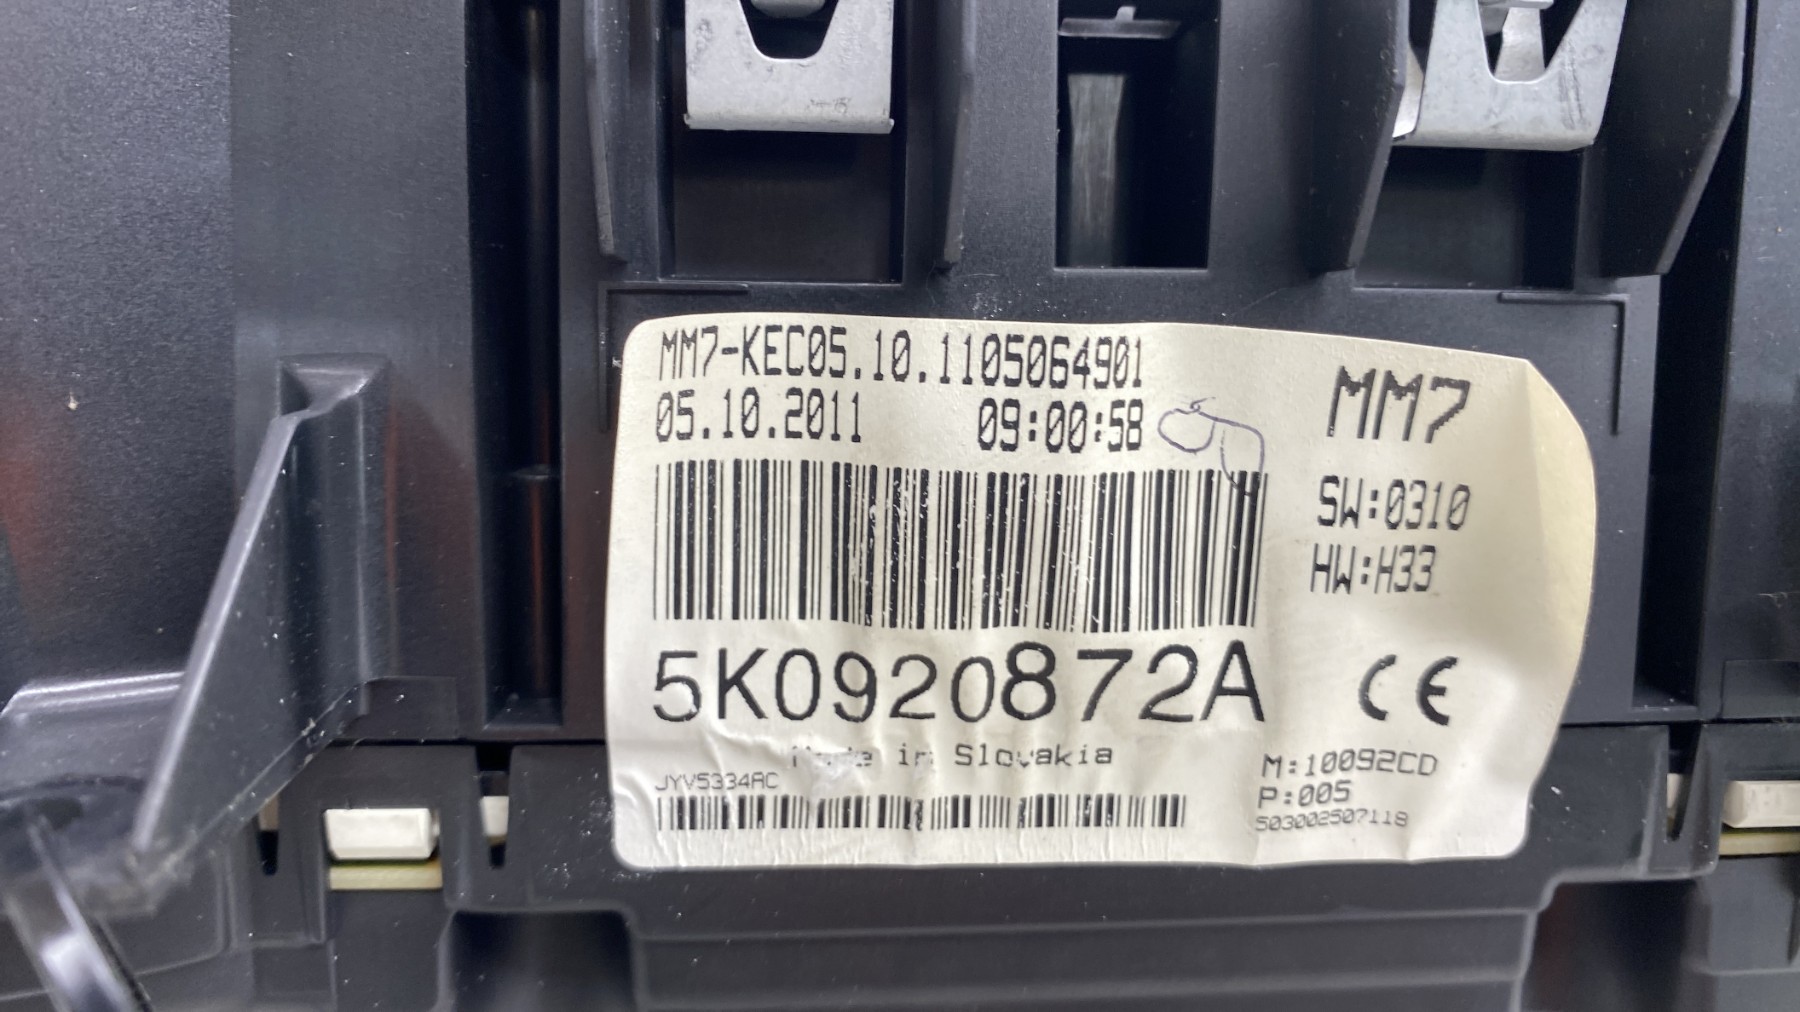 MM7-KEC05.10.1105064901
05.10.2011 09:00:58
MM7
SW:0310
HW:H33
5K0920872A
CE
Made in Slovakia
JYV5334AC
M:10092CD
P:005
503002507118